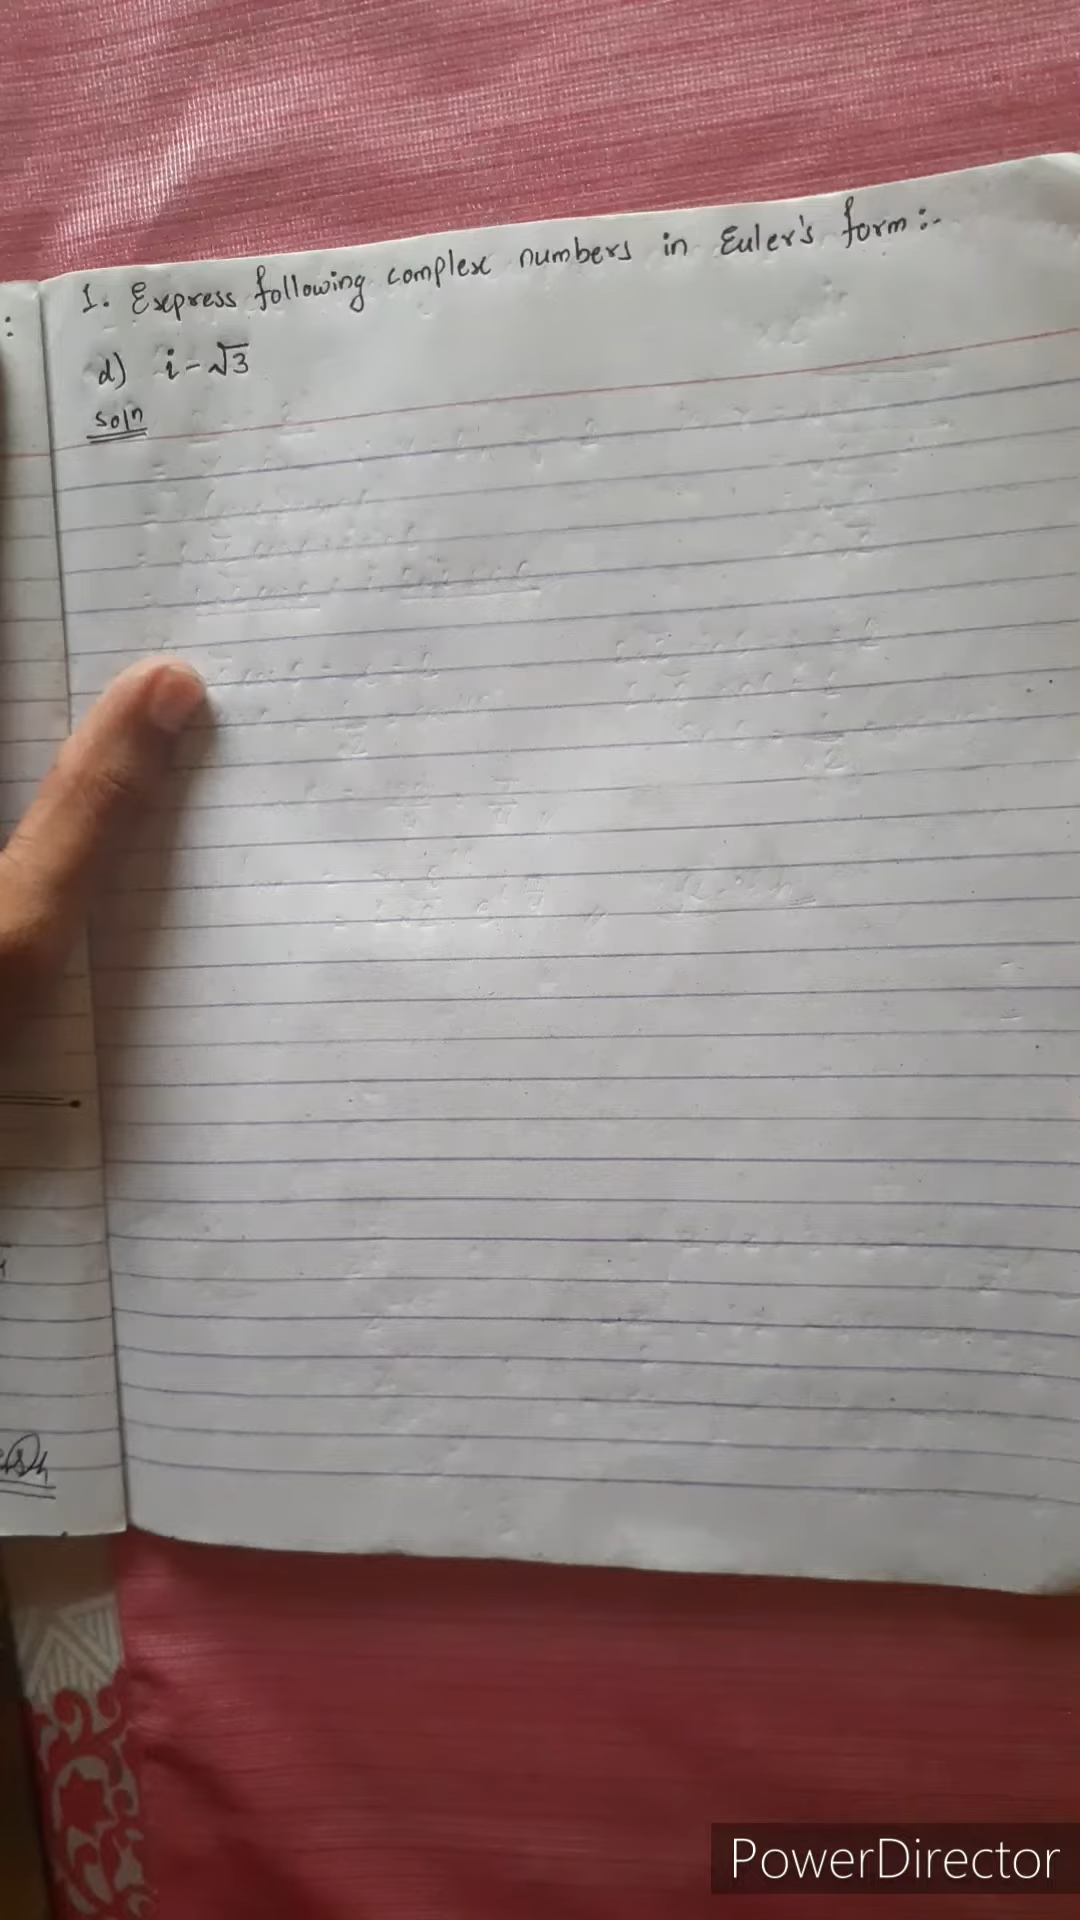 1. Express following complex numbers in Euler's form :-
d) i - √3
soln
PowerDirector